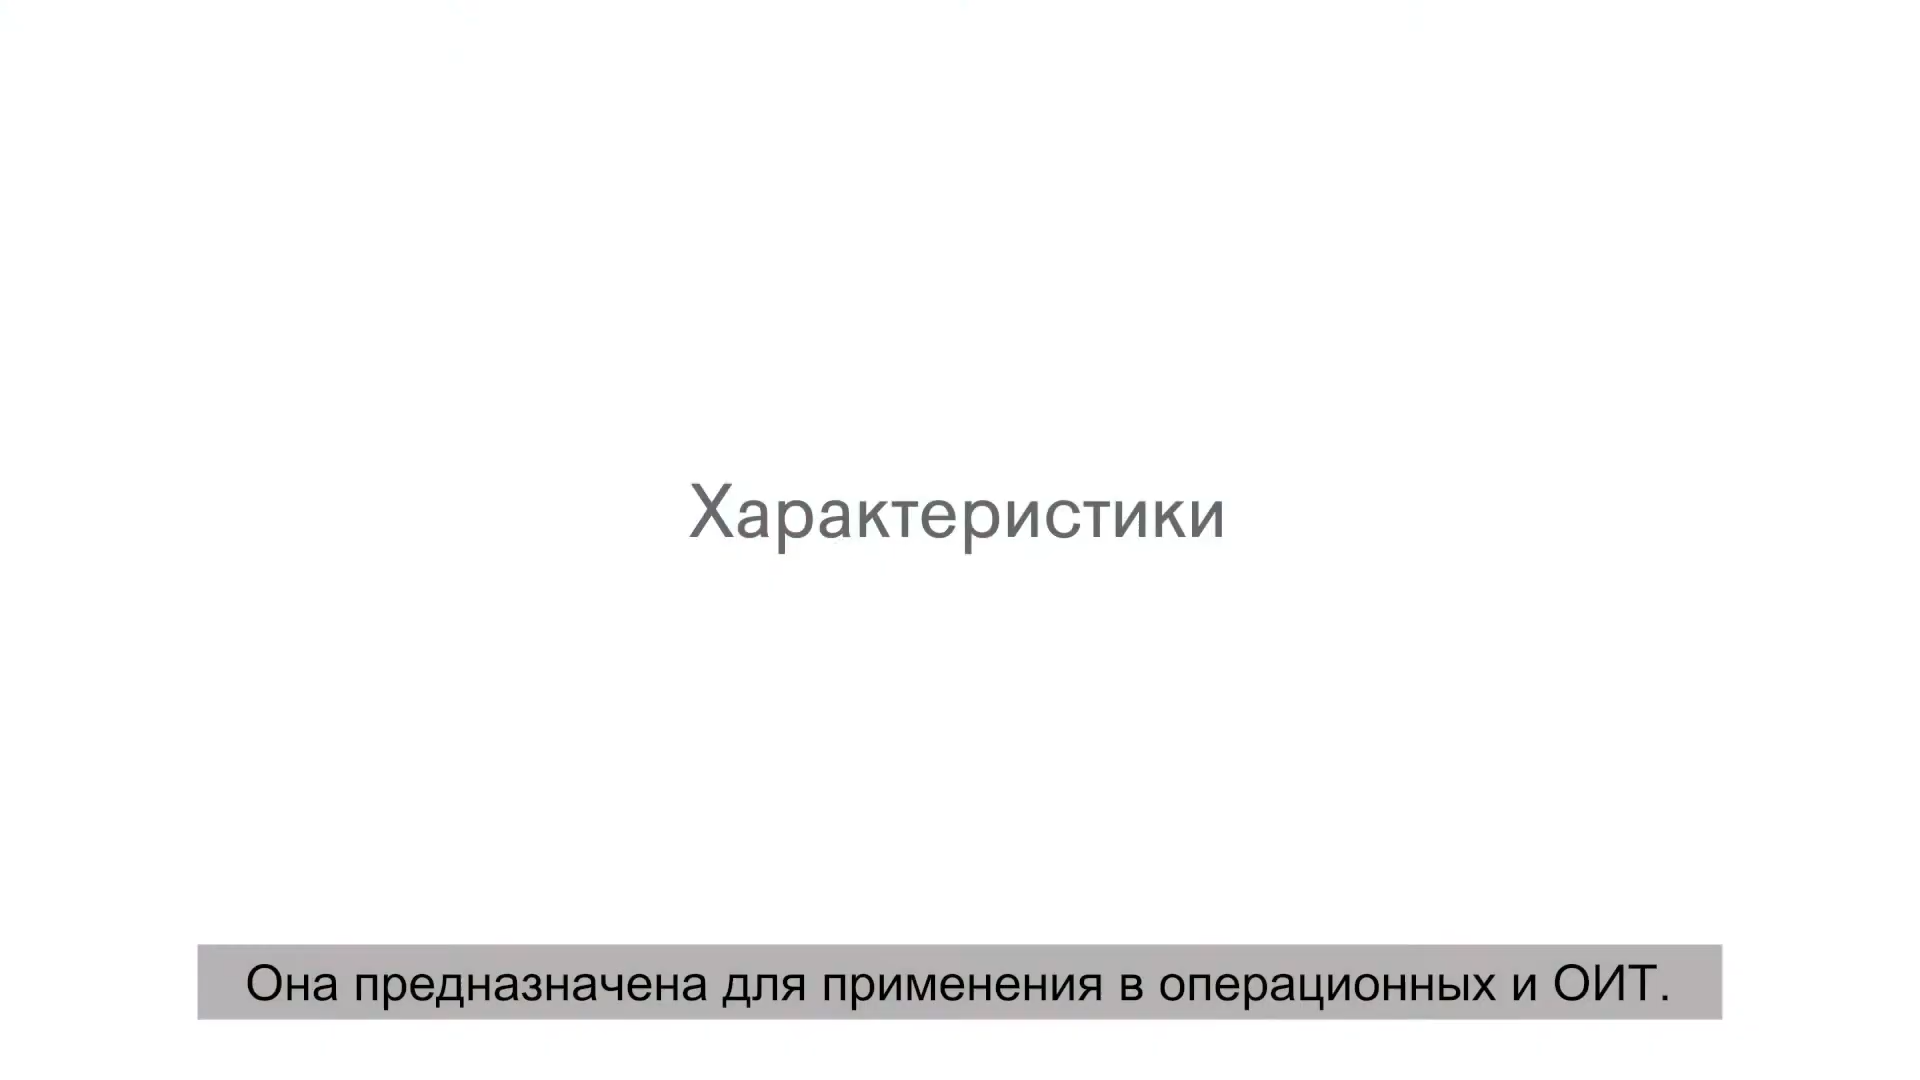 Характеристики
Она предназначена для применения в операционных и ОИТ.